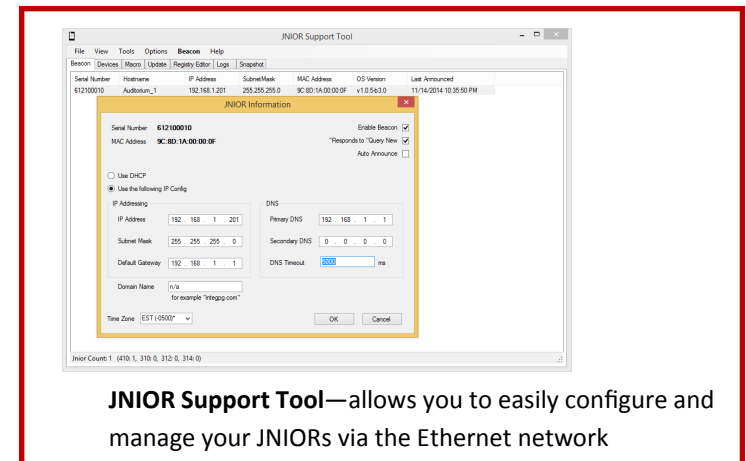 JNIOR Support Tool
File View Tools Options Beacon Help
Beacon Devices Macro Update Registry Editor Logs Snapshot
Serial Number Hostname IP Address SubnetMask MAC Address OS Version Last Announced
612100010 Auditorium_1 192.168.1.201 255.255.255.0 9C:8D:1A:00:00:0F v1.0.5-b3.0 11/14/2014 10:35:50 PM
JNIOR Information
Serial Number 612100010 Enable Beacon
MAC Address 9C:8D:1A:00:00:0F "Responds to "Query New
Auto Announce
Use DHCP
Use the following IP Config
IP Addressing DNS
IP Address 192 . 168 . 1 . 201 Primary DNS 192 . 168 . 1 . 1
Subnet Mask 255 . 255 . 255 . 0 Secondary DNS 0 . 0 . 0 . 0
Default Gateway 192 . 168 . 1 . 1 DNS Timeout 5000 ms
Domain Name n/a
for example "integpg.com"
Time Zone EST (-0500)* OK Cancel
Jnior Count: 1 (410: 1, 310: 0, 312: 0, 314: 0)
JNIOR Support Tool—allows you to easily configure and
manage your JNIORs via the Ethernet network